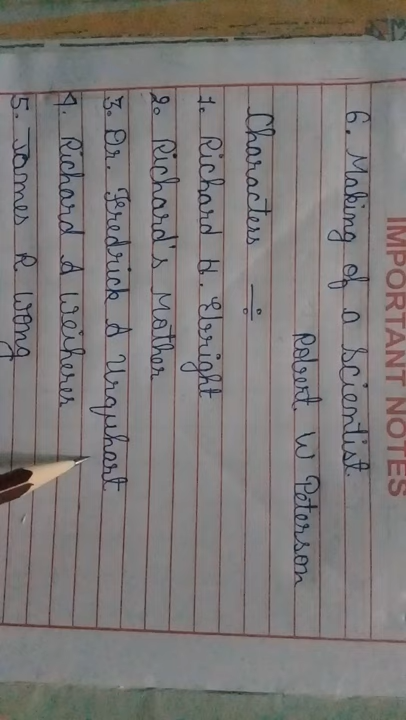 IMPORTANT NOTES
6. Making of a Scientist
Robert W Peterson
Characters ÷
1. Richard H. Ebright
2. Richard's Mother
3. Dr. Fredrick A Urquhart
4. Richard A Weiherer
5. James R Wong